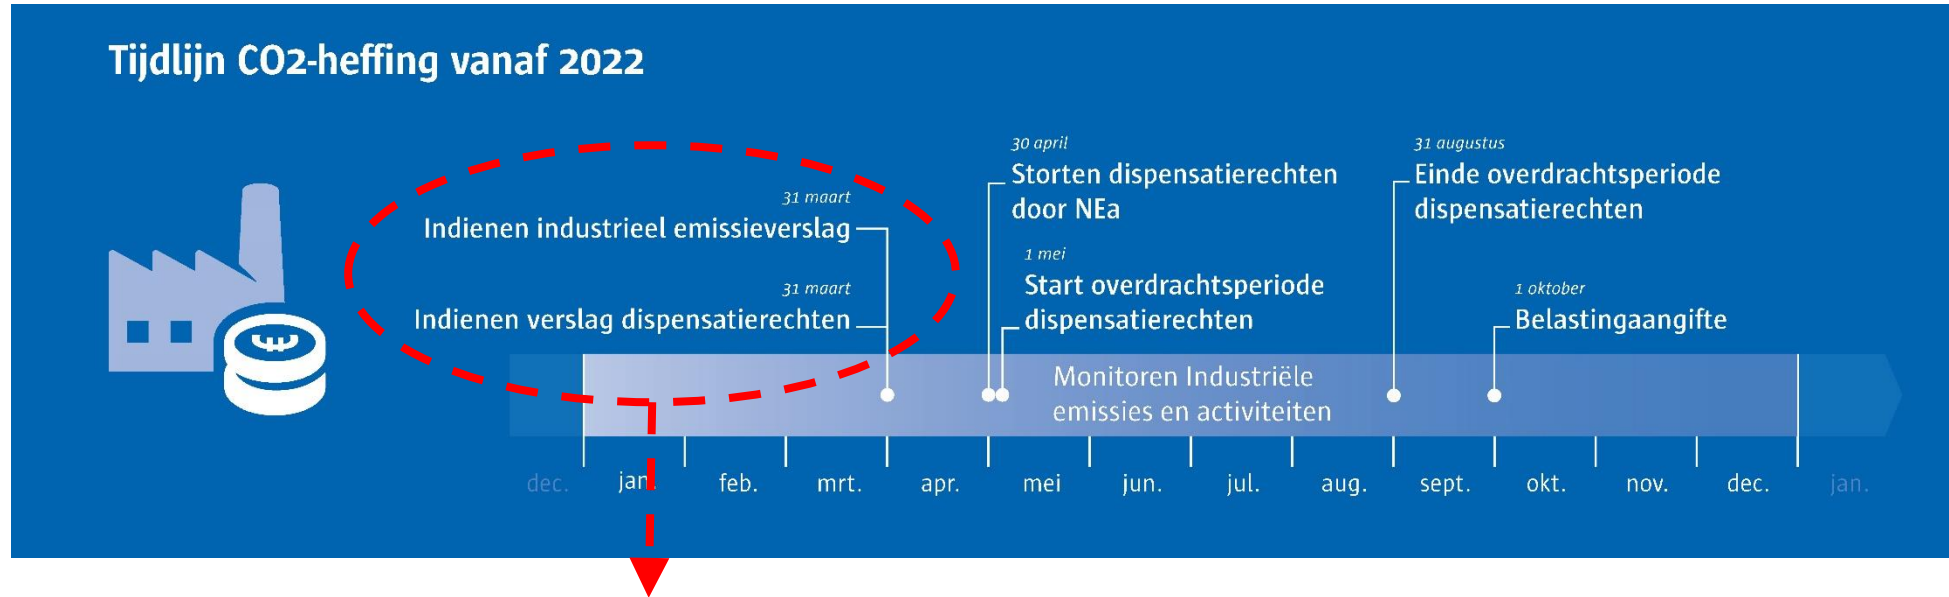 Tijdlijn CO2-heffing vanaf 2022
31 maart
Indienen industrieel emissieverslag
31 maart
Indienen verslag dispensatierechten
30 april
Storten dispensatierechten
door NEa
1 mei
Start overdrachtsperiode
dispensatierechten
31 augustus
Einde overdrachtsperiode
dispensatierechten
1 oktober
Belastingaangifte
€
Monitoren Industriële
emissies en activiteiten
dec. jan. feb. mrt. apr. mei jun. jul. aug. sept. okt. nov. dec. jan.